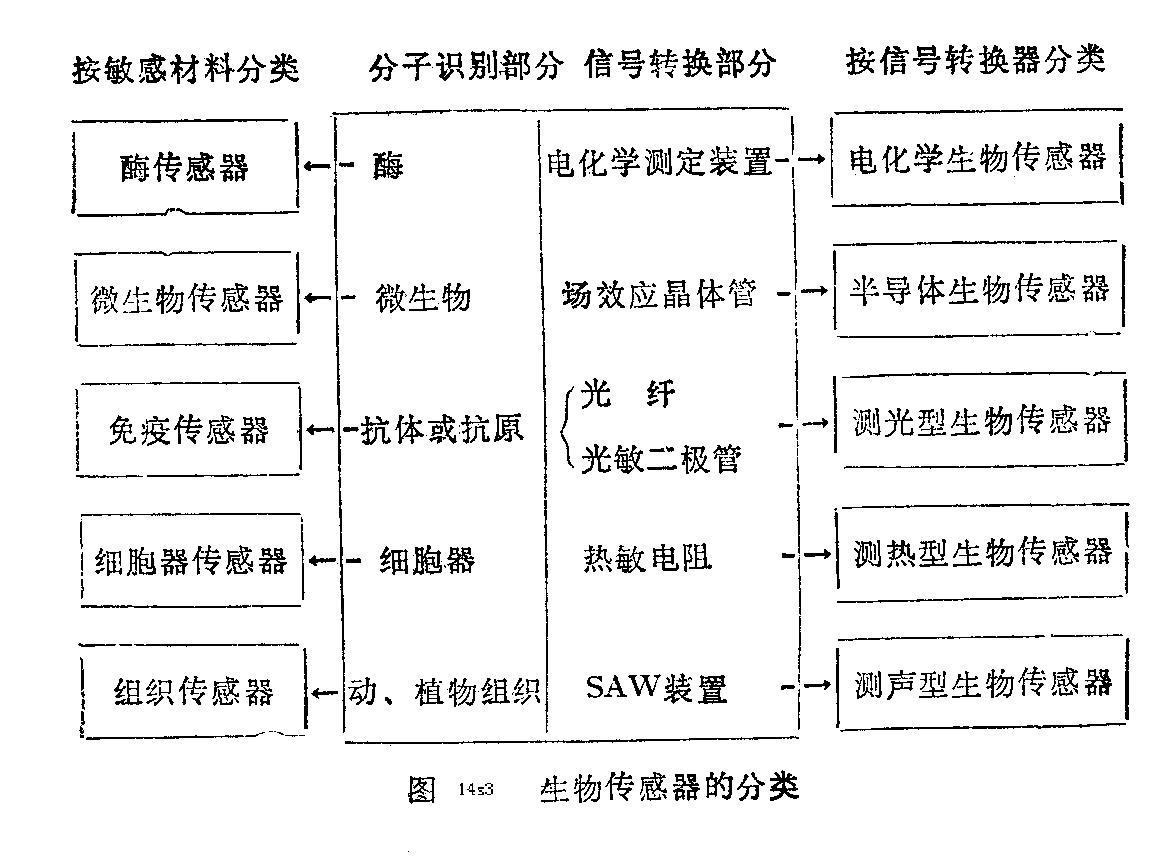 按敏感材料分类 分子识别部分 信号转换部分 按信号转换器分类
酶传感器 酶 电化学测定装置 电化学生物传感器
微生物传感器 微生物 场效应晶体管 半导体生物传感器
光纤
免疫传感器 抗体或抗原 测光型生物传感器
光敏二极管
细胞器传感器 细胞器 热敏电阻 测热型生物传感器
组织传感器 动、植物组织 SAW装置 测声型生物传感器
图 14s3 生物传感器的分类